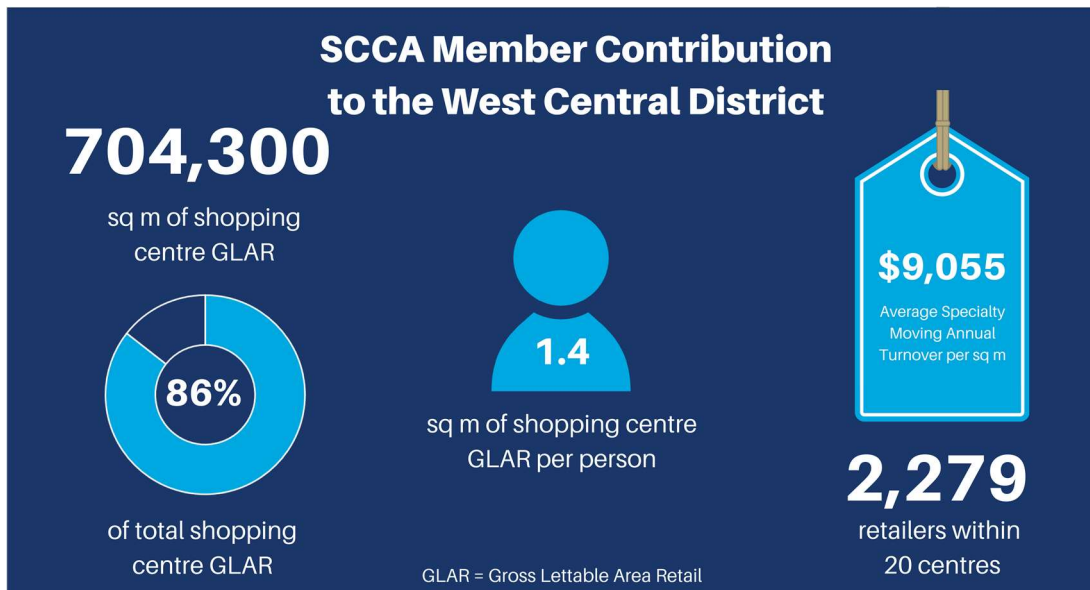 SCCA Member Contribution
to the West Central District
704,300
sq m of shopping
centre GLAR
86%
of total shopping
centre GLAR
1.4
sq m of shopping centre
GLAR per person
$9,055
Average Specialty
Moving Annual
Turnover per sq m
2,279
retailers within
20 centres
GLAR = Gross Lettable Area Retail